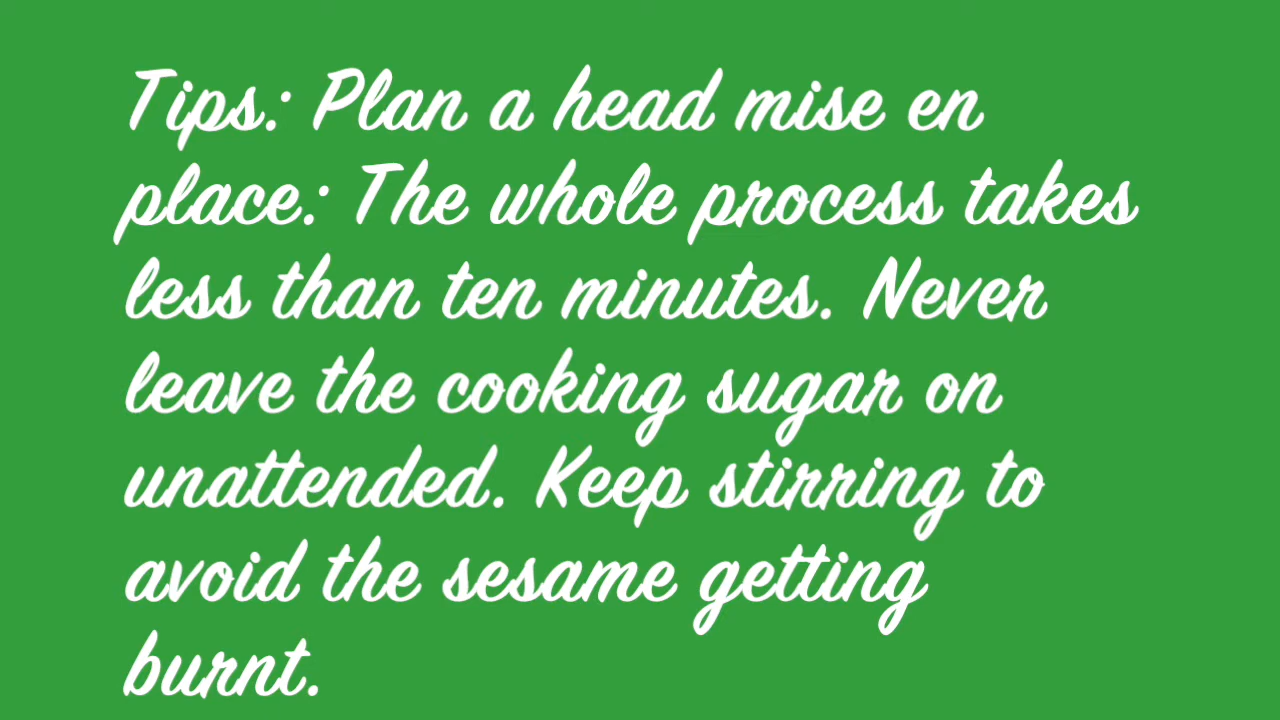 Tips.: Plan a head mise en
place.: The whole process takes
less than ten minutes. Never
leave the cooking sugar on
unattended. Keep stirring to
avoid the sesame getting
burnt.